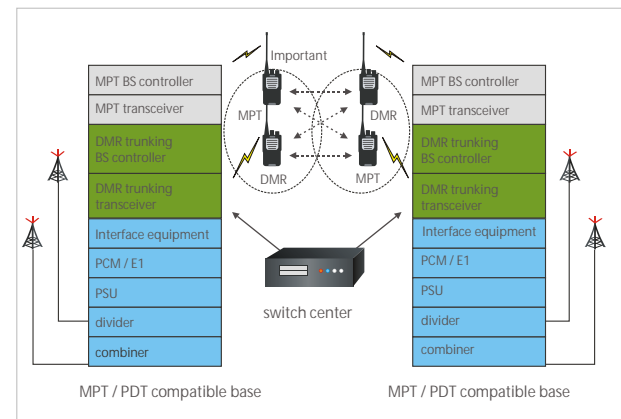 Important
MPT BS controller
MPT transceiver
DMR trunking
BS controller
DMR trunking
transceiver
Interface equipment
PCM / E1
PSU
divider
combiner
MPT / PDT compatible base
MPT
DMR
DMR
MPT
switch center
MPT BS controller
MPT transceiver
DMR trunking
BS controller
DMR trunking
transceiver
Interface equipment
PCM / E1
PSU
divider
combiner
MPT / PDT compatible base